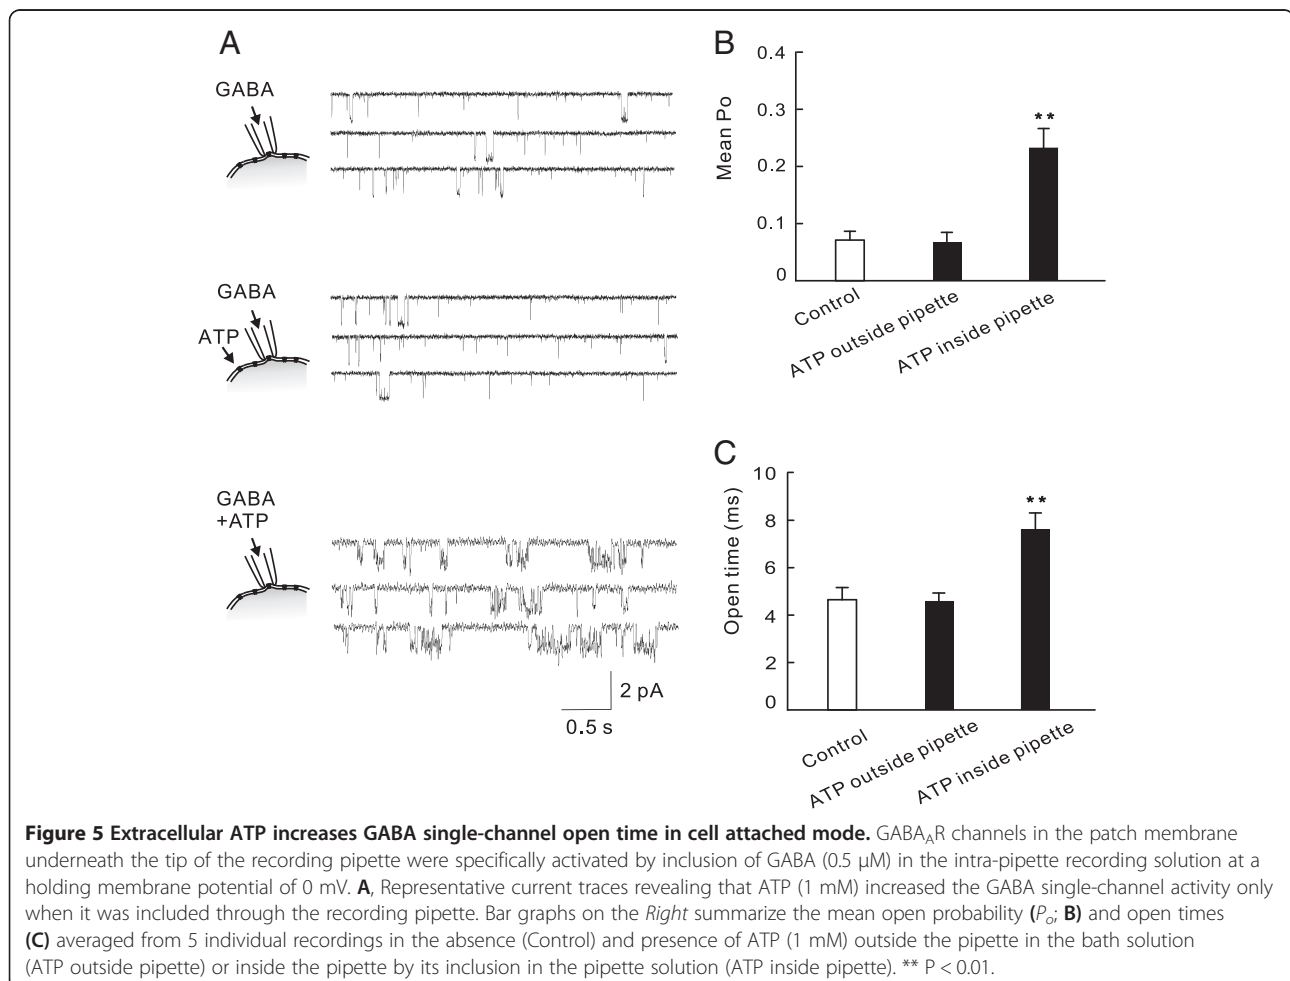 A
GABA
GABA
ATP
GABA
+ATP
2 pA
0.5 s
B
Mean Po
0.4
0.3
0.2
0.1
0
**
Control
ATP outside pipette
ATP inside pipette
C
Open time (ms)
10
8
6
4
2
0
**
Control
ATP outside pipette
ATP inside pipette
Figure 5 Extracellular ATP increases GABA single-channel open time in cell attached mode. GABAAR channels in the patch membrane
underneath the tip of the recording pipette were specifically activated by inclusion of GABA (0.5 μM) in the intra-pipette recording solution at a
holding membrane potential of 0 mV. A, Representative current traces revealing that ATP (1 mM) increased the GABA single-channel activity only
when it was included through the recording pipette. Bar graphs on the Right summarize the mean open probability (Po; B) and open times
(C) averaged from 5 individual recordings in the absence (Control) and presence of ATP (1 mM) outside the pipette in the bath solution
(ATP outside pipette) or inside the pipette by its inclusion in the pipette solution (ATP inside pipette). ** P < 0.01.